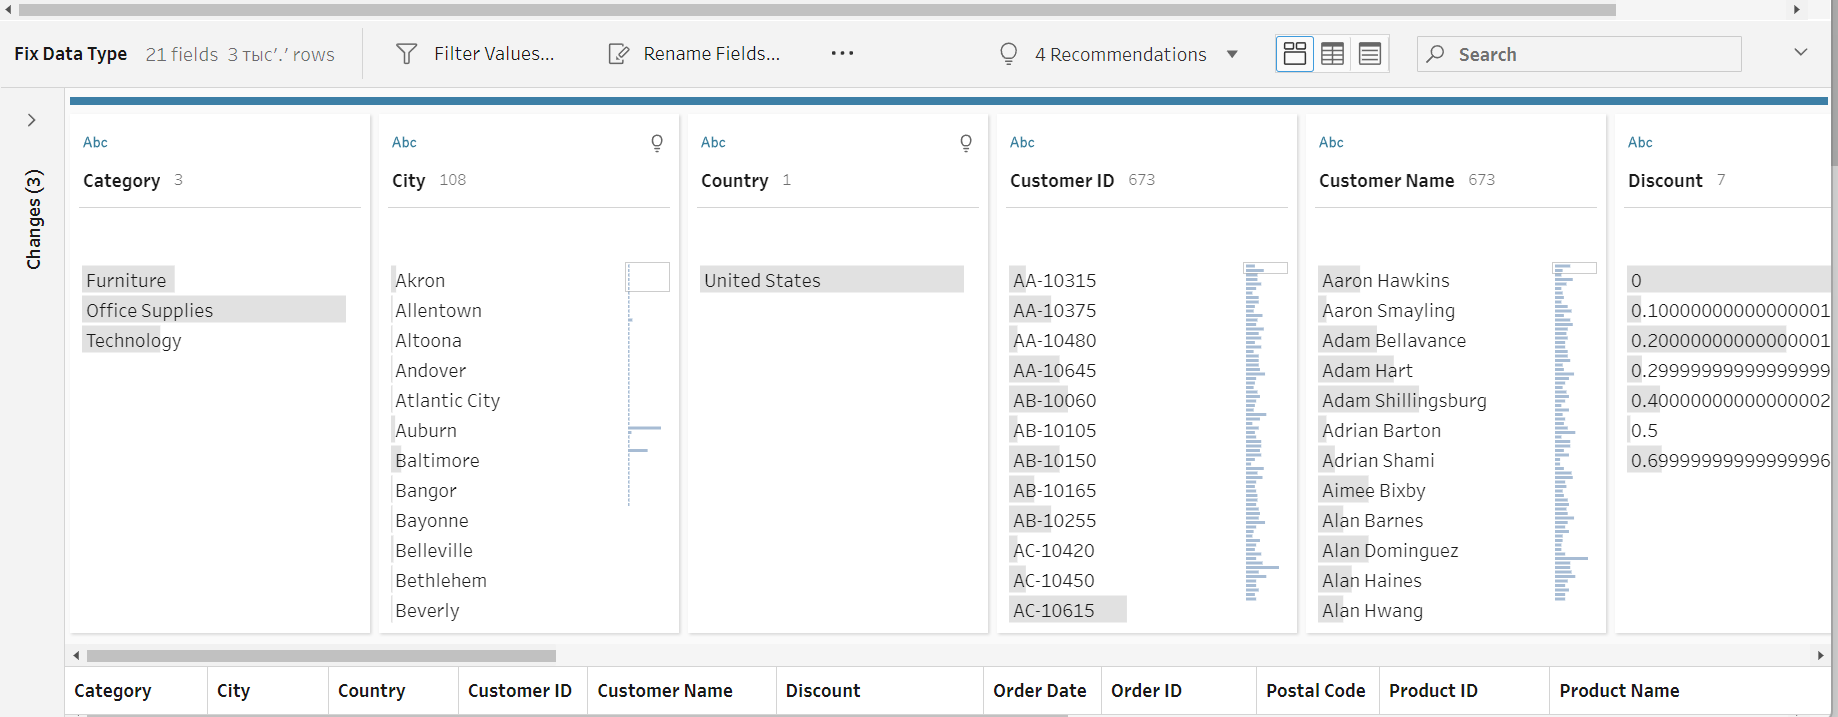 Fix Data Type 21 fields 3 тыс’.’ rows Filter Values... Rename Fields... ... 4 Recommendations Search
Changes (3)
Abc
Category 3
Furniture
Office Supplies
Technology
Abc
City 108
Akron
Allentown
Altoona
Andover
Atlantic City
Auburn
Baltimore
Bangor
Bayonne
Belleville
Bethlehem
Beverly
Abc
Country 1
United States
Abc
Customer ID 673
AA-10315
AA-10375
AA-10480
AA-10645
AB-10060
AB-10105
AB-10150
AB-10165
AB-10255
AC-10420
AC-10450
AC-10615
Abc
Customer Name 673
Aaron Hawkins
Aaron Smayling
Adam Bellavance
Adam Hart
Adam Shillingsburg
Adrian Barton
Adrian Shami
Aimee Bixby
Alan Barnes
Alan Dominguez
Alan Haines
Alan Hwang
Abc
Discount 7
0
0.10000000000000001
0.20000000000000001
0.29999999999999999
0.40000000000000002
0.5
0.69999999999999996
Category City Country Customer ID Customer Name Discount Order Date Order ID Postal Code Product ID Product Name